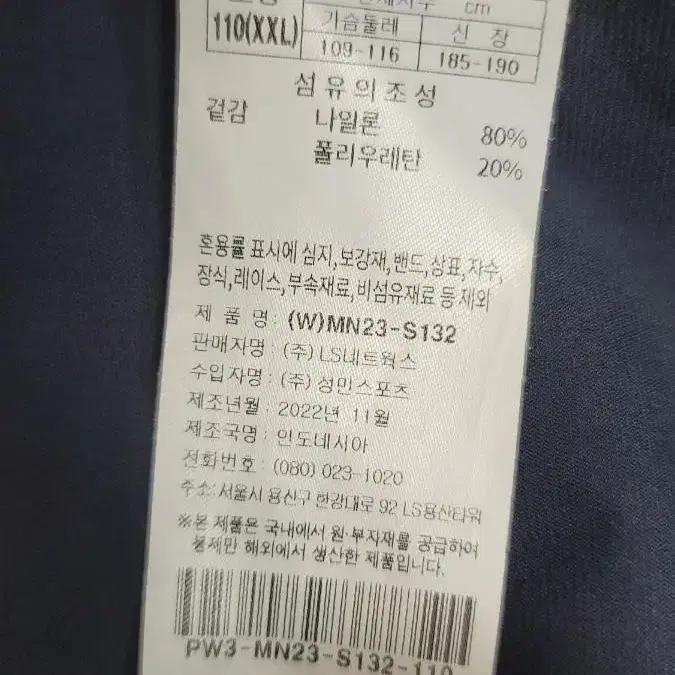 cm
110(XXL) 가슴둘레 신 장
109-116 185-190
섬유의조성
겉감 나일론 80%
폴리우레탄 20%
혼용률 표시에 심지,보강재,밴드,상표,자수,
장식,레이스,부속재료,비섬유재료 등 제외
제 품 명 : (W)MN23-S132
판매자명 : (주) LS네트웍스
수입자명 : (주) 성민스포츠
제조년월 : 2022년 11월
제조국명 : 인도네시아
전화번호 : (080) 023-1020
주소: 서울시 용산구 한강대로 92 LS용산타워
※본 제품은 국내에서 원·부자재를 공급하여
봉제만 해외에서 생산한 제품입니다.
PW3-MN23-S132-110